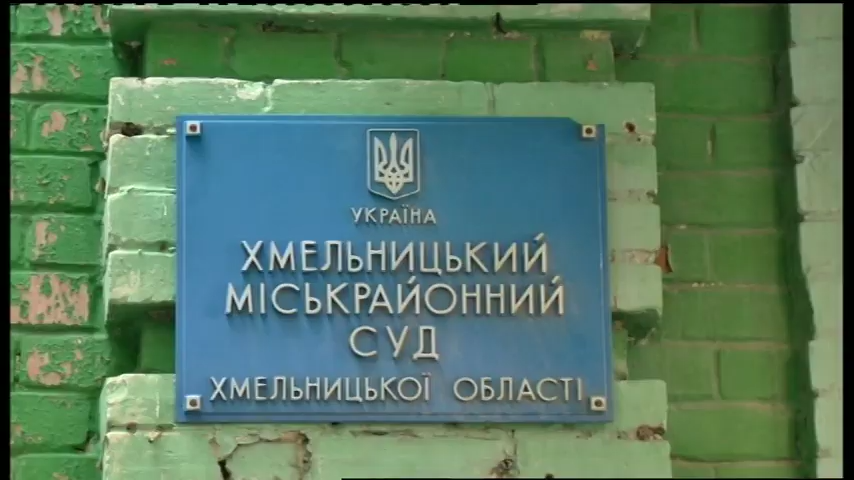 УКРАЇНА
ХМЕЛЬНИЦЬКИЙ
МІСЬКРАЙОННИЙ
СУД
ХМЕЛЬНИЦЬКОЇ ОБЛАСТІ